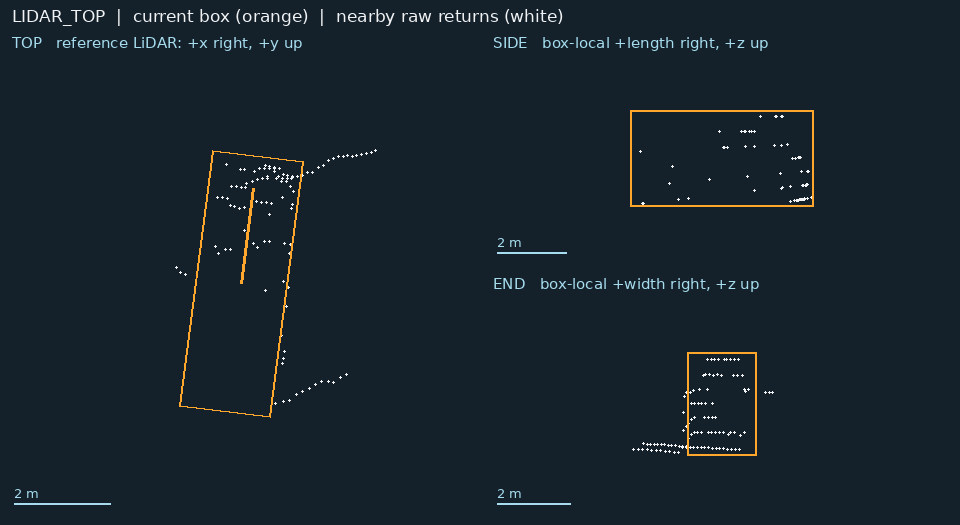 LIDAR_TOP | current box (orange) | nearby raw returns (white)
TOP reference LiDAR: +x right, +y up
SIDE box-local +length right, +z up
2 m
END box-local +width right, +z up
2 m
2 m